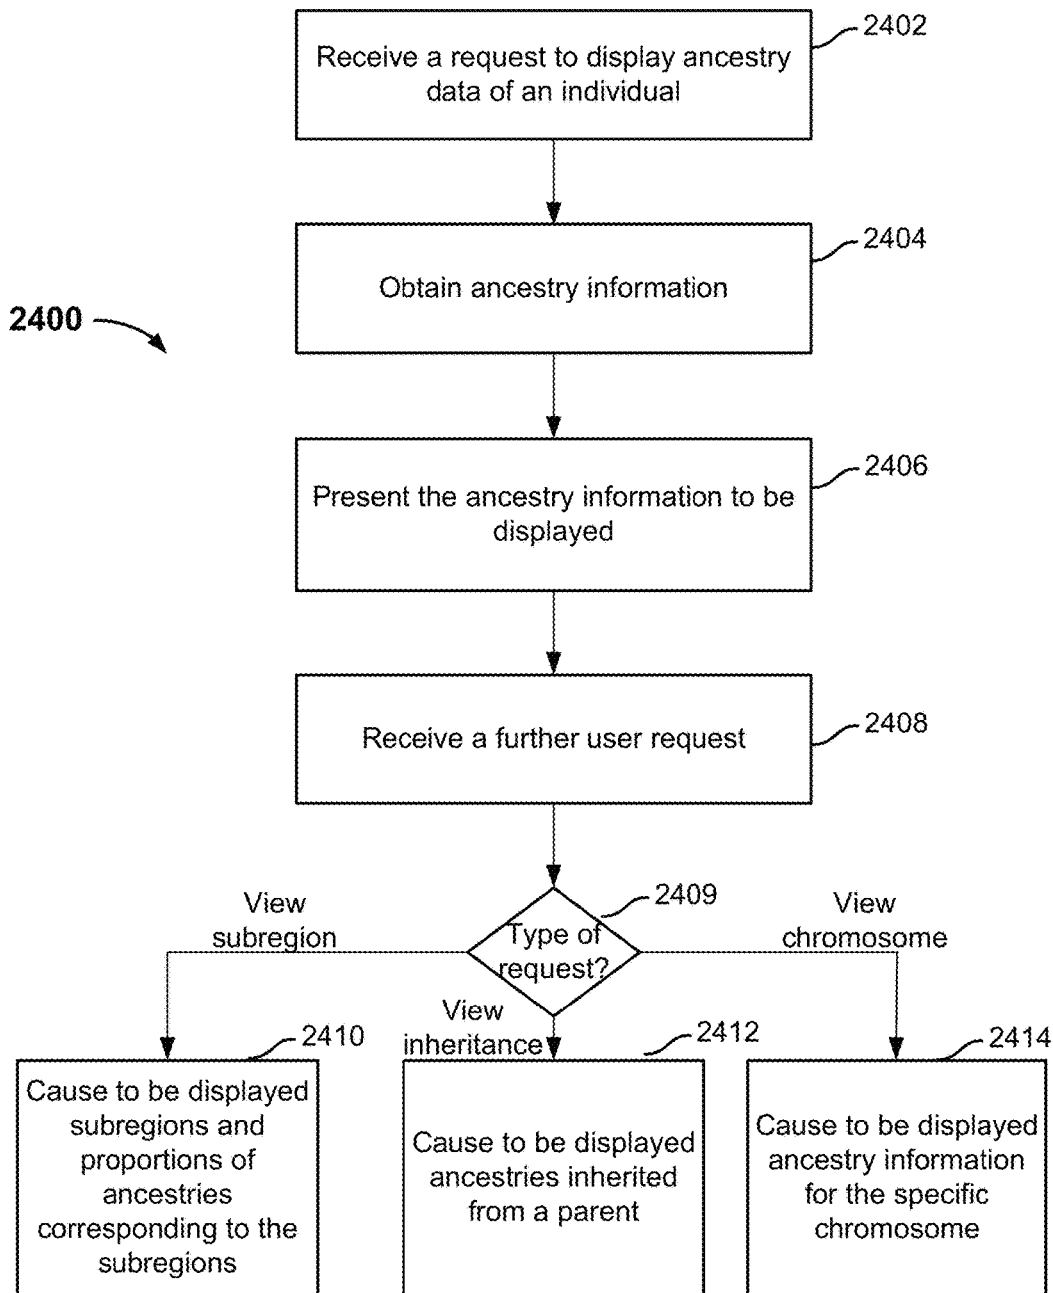 2402
Receive a request to display ancestry
data of an individual
2404
Obtain ancestry information
2400
2406
Present the ancestry information to be
displayed
2408
Receive a further user request
2409
View
subregion
Type of
request?
View
chromosome
View
inheritance
2410
2412
2414
Cause to be displayed
subregions and
proportions of
ancestries
corresponding to the
subregions
Cause to be displayed
ancestries inherited
from a parent
Cause to be displayed
ancestry information
for the specific
chromosome